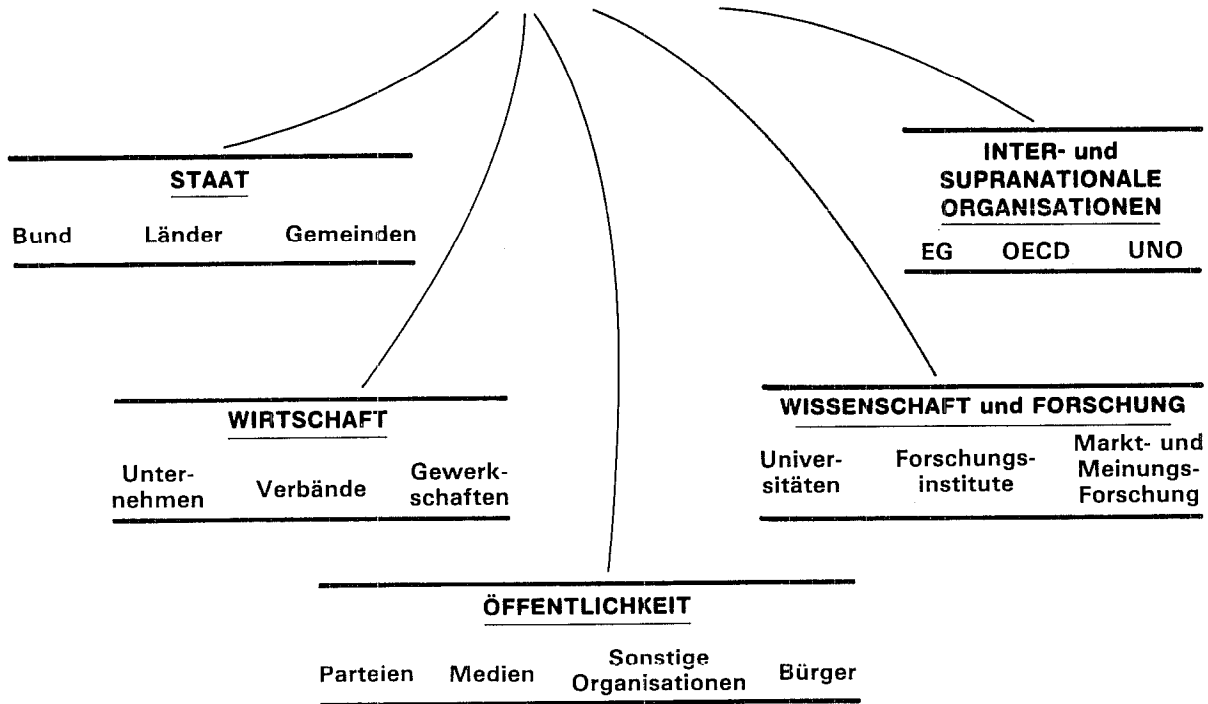 STAAT
Bund Länder Gemeinden
INTER- und
SUPRANATIONALE
ORGANISATIONEN
EG OECD UNO
WIRTSCHAFT
Unter-
nehmen
Verbände
Gewerk-
schaften
WISSENSCHAFT und FORSCHUNG
Univer-
sitäten
Forschungs-
institute
Markt- und
Meinungs-
Forschung
ÖFFENTLICHKEIT
Parteien
Medien
Sonstige
Organisationen
Bürger